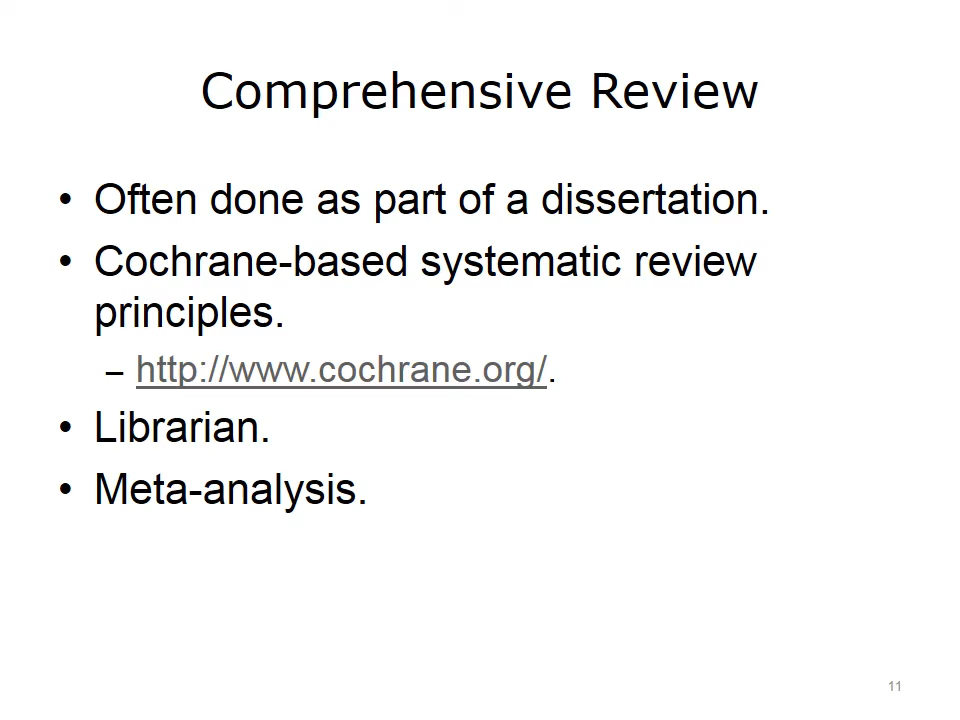 Comprehensive Review
• Often done as part of a dissertation.
• Cochrane-based systematic review
principles.
– http://www.cochrane.org/.
• Librarian.
• Meta-analysis.
11